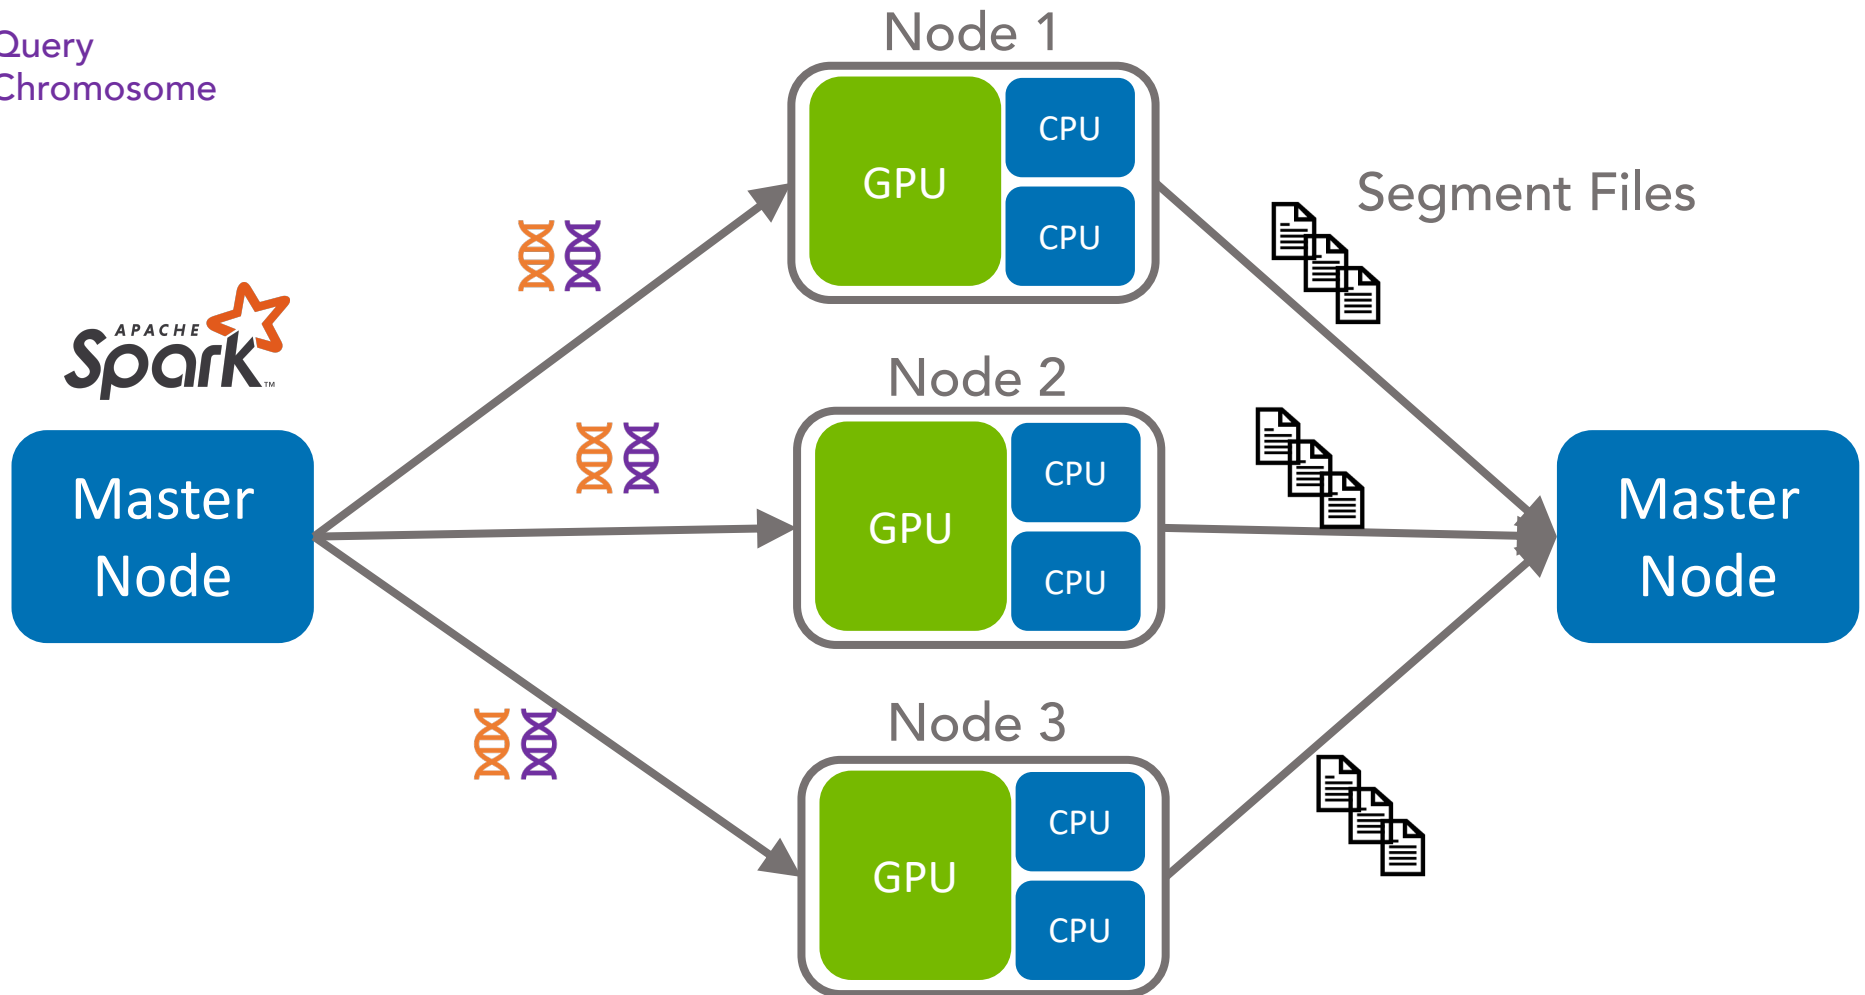 Query
Chromosome
Node 1
GPU
CPU
CPU
Segment Files
APACHE
Spark
TM
Node 2
GPU
CPU
CPU
Master
Node
Master
Node
Node 3
GPU
CPU
CPU